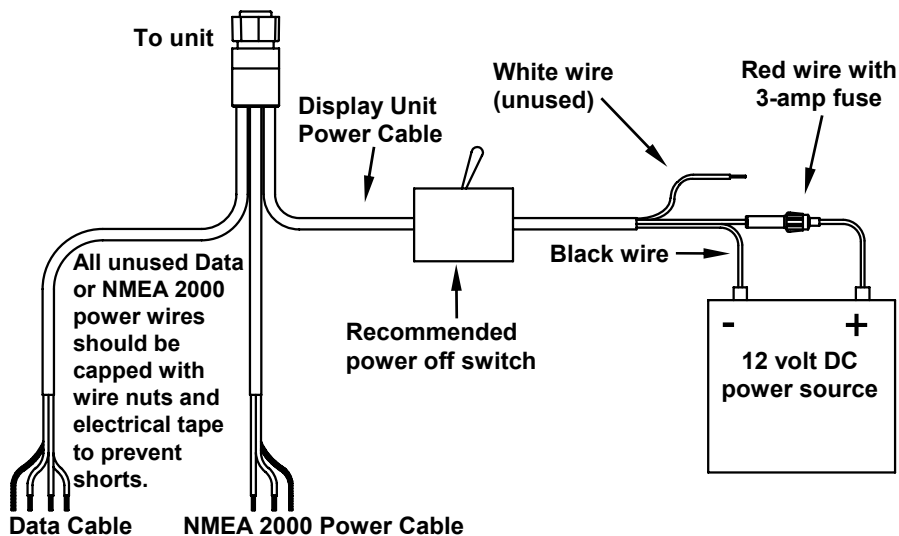 To unit
Display Unit
Power Cable
White wire
(unused)
Red wire with
3-amp fuse
All unused Data
or NMEA 2000
power wires
should be
capped with
wire nuts and
electrical tape
to prevent
shorts.
Black wire
Recommended
power off switch
- +
12 volt DC
power source
Data Cable
NMEA 2000 Power Cable